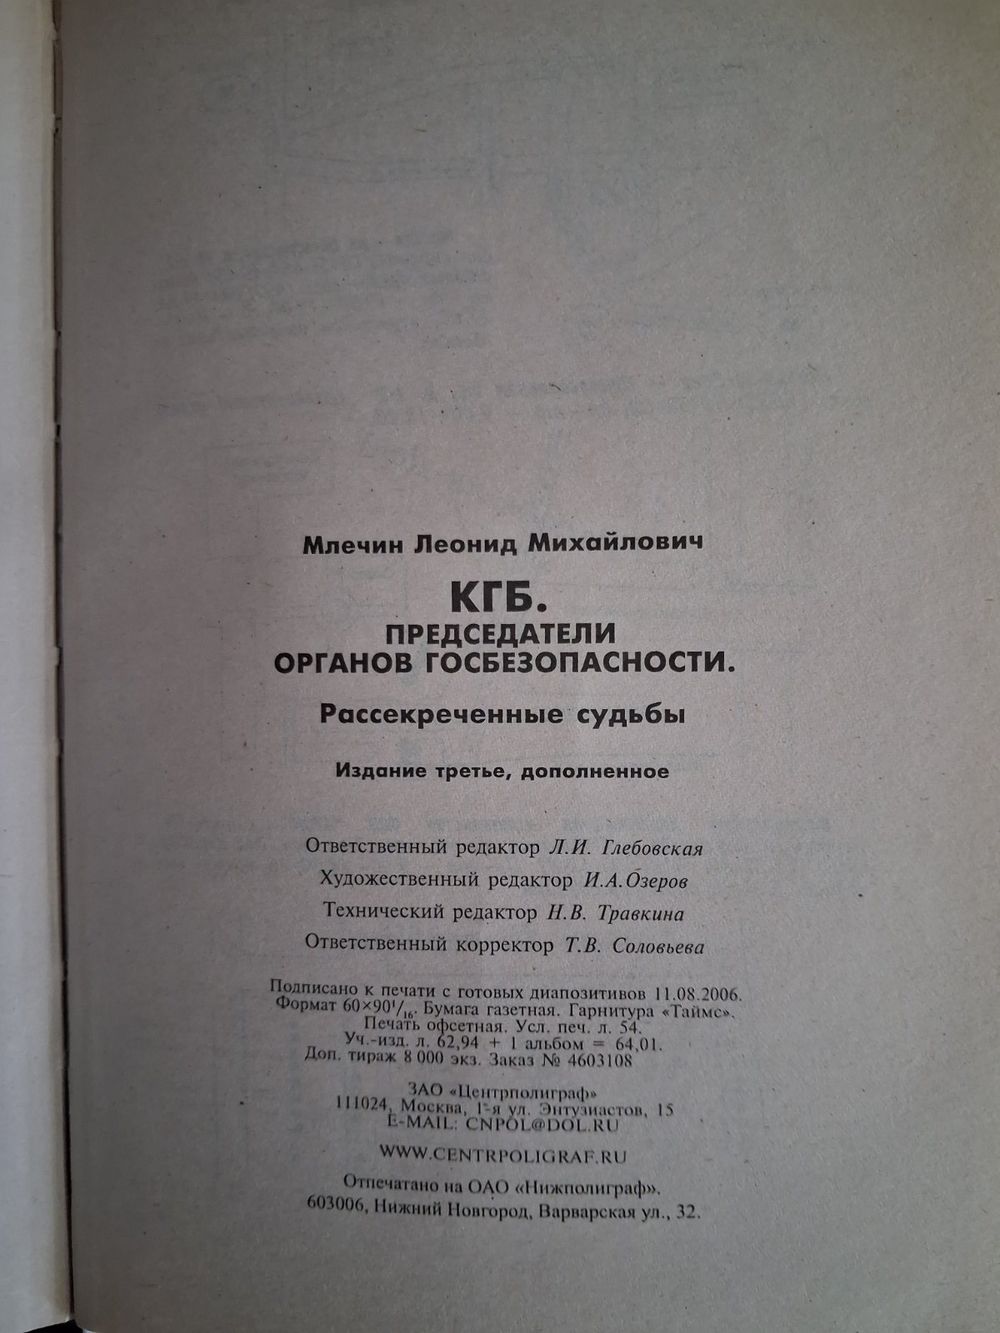 Млечин Леонид Михайлович
КГБ.
ПРЕДСЕДАТЕЛИ
ОРГАНОВ ГОСБЕЗОПАСНОСТИ.
Рассекреченные судьбы
Издание третье, дополненное
Ответственный редактор Л.И. Глебовская
Художественный редактор И.А. Озеров
Технический редактор Н.В. Травкина
Ответственный корректор Т.В. Соловьева
Подписано к печати с готовых диапозитивов 11.08.2006.
Формат 60×90¹/₁₆. Бумага газетная. Гарнитура «Таймс».
Печать офсетная. Усл. печ. л. 54.
Уч.-изд. л. 62,94 + 1 альбом = 64,01.
Доп. тираж 8 000 экз. Заказ № 4603108
ЗАО «Центрполиграф»
111024, Москва, 1-я ул. Энтузиастов, 15
E-MAIL: CNPOL@DOL.RU
WWW.CENTRPOLIGRAF.RU
Отпечатано на ОАО «Нижполиграф».
603006, Нижний Новгород, Варварская ул., 32.